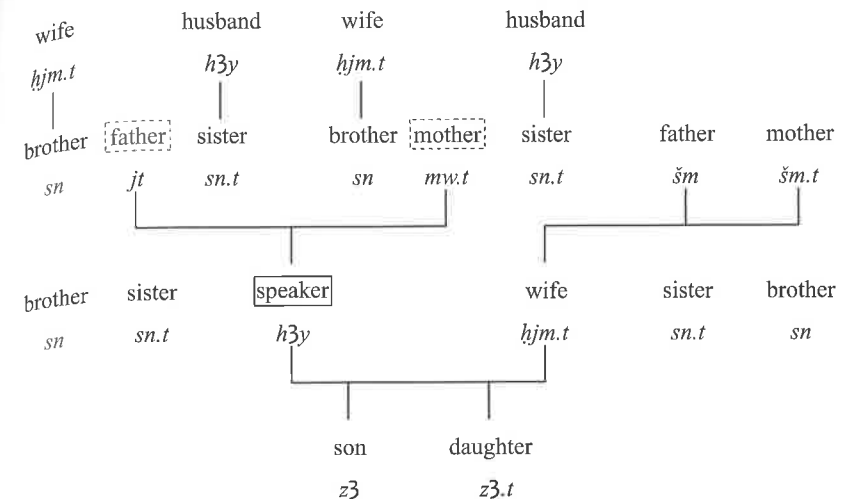 wife husband wife husband
ḥjm.t h3y ḥjm.t h3y
brother father sister brother mother sister father mother
sn jt sn.t sn mw.t sn.t šm šm.t
brother sister speaker wife sister brother
sn sn.t h3y ḥjm.t sn.t sn
son daughter
z3 z3.t